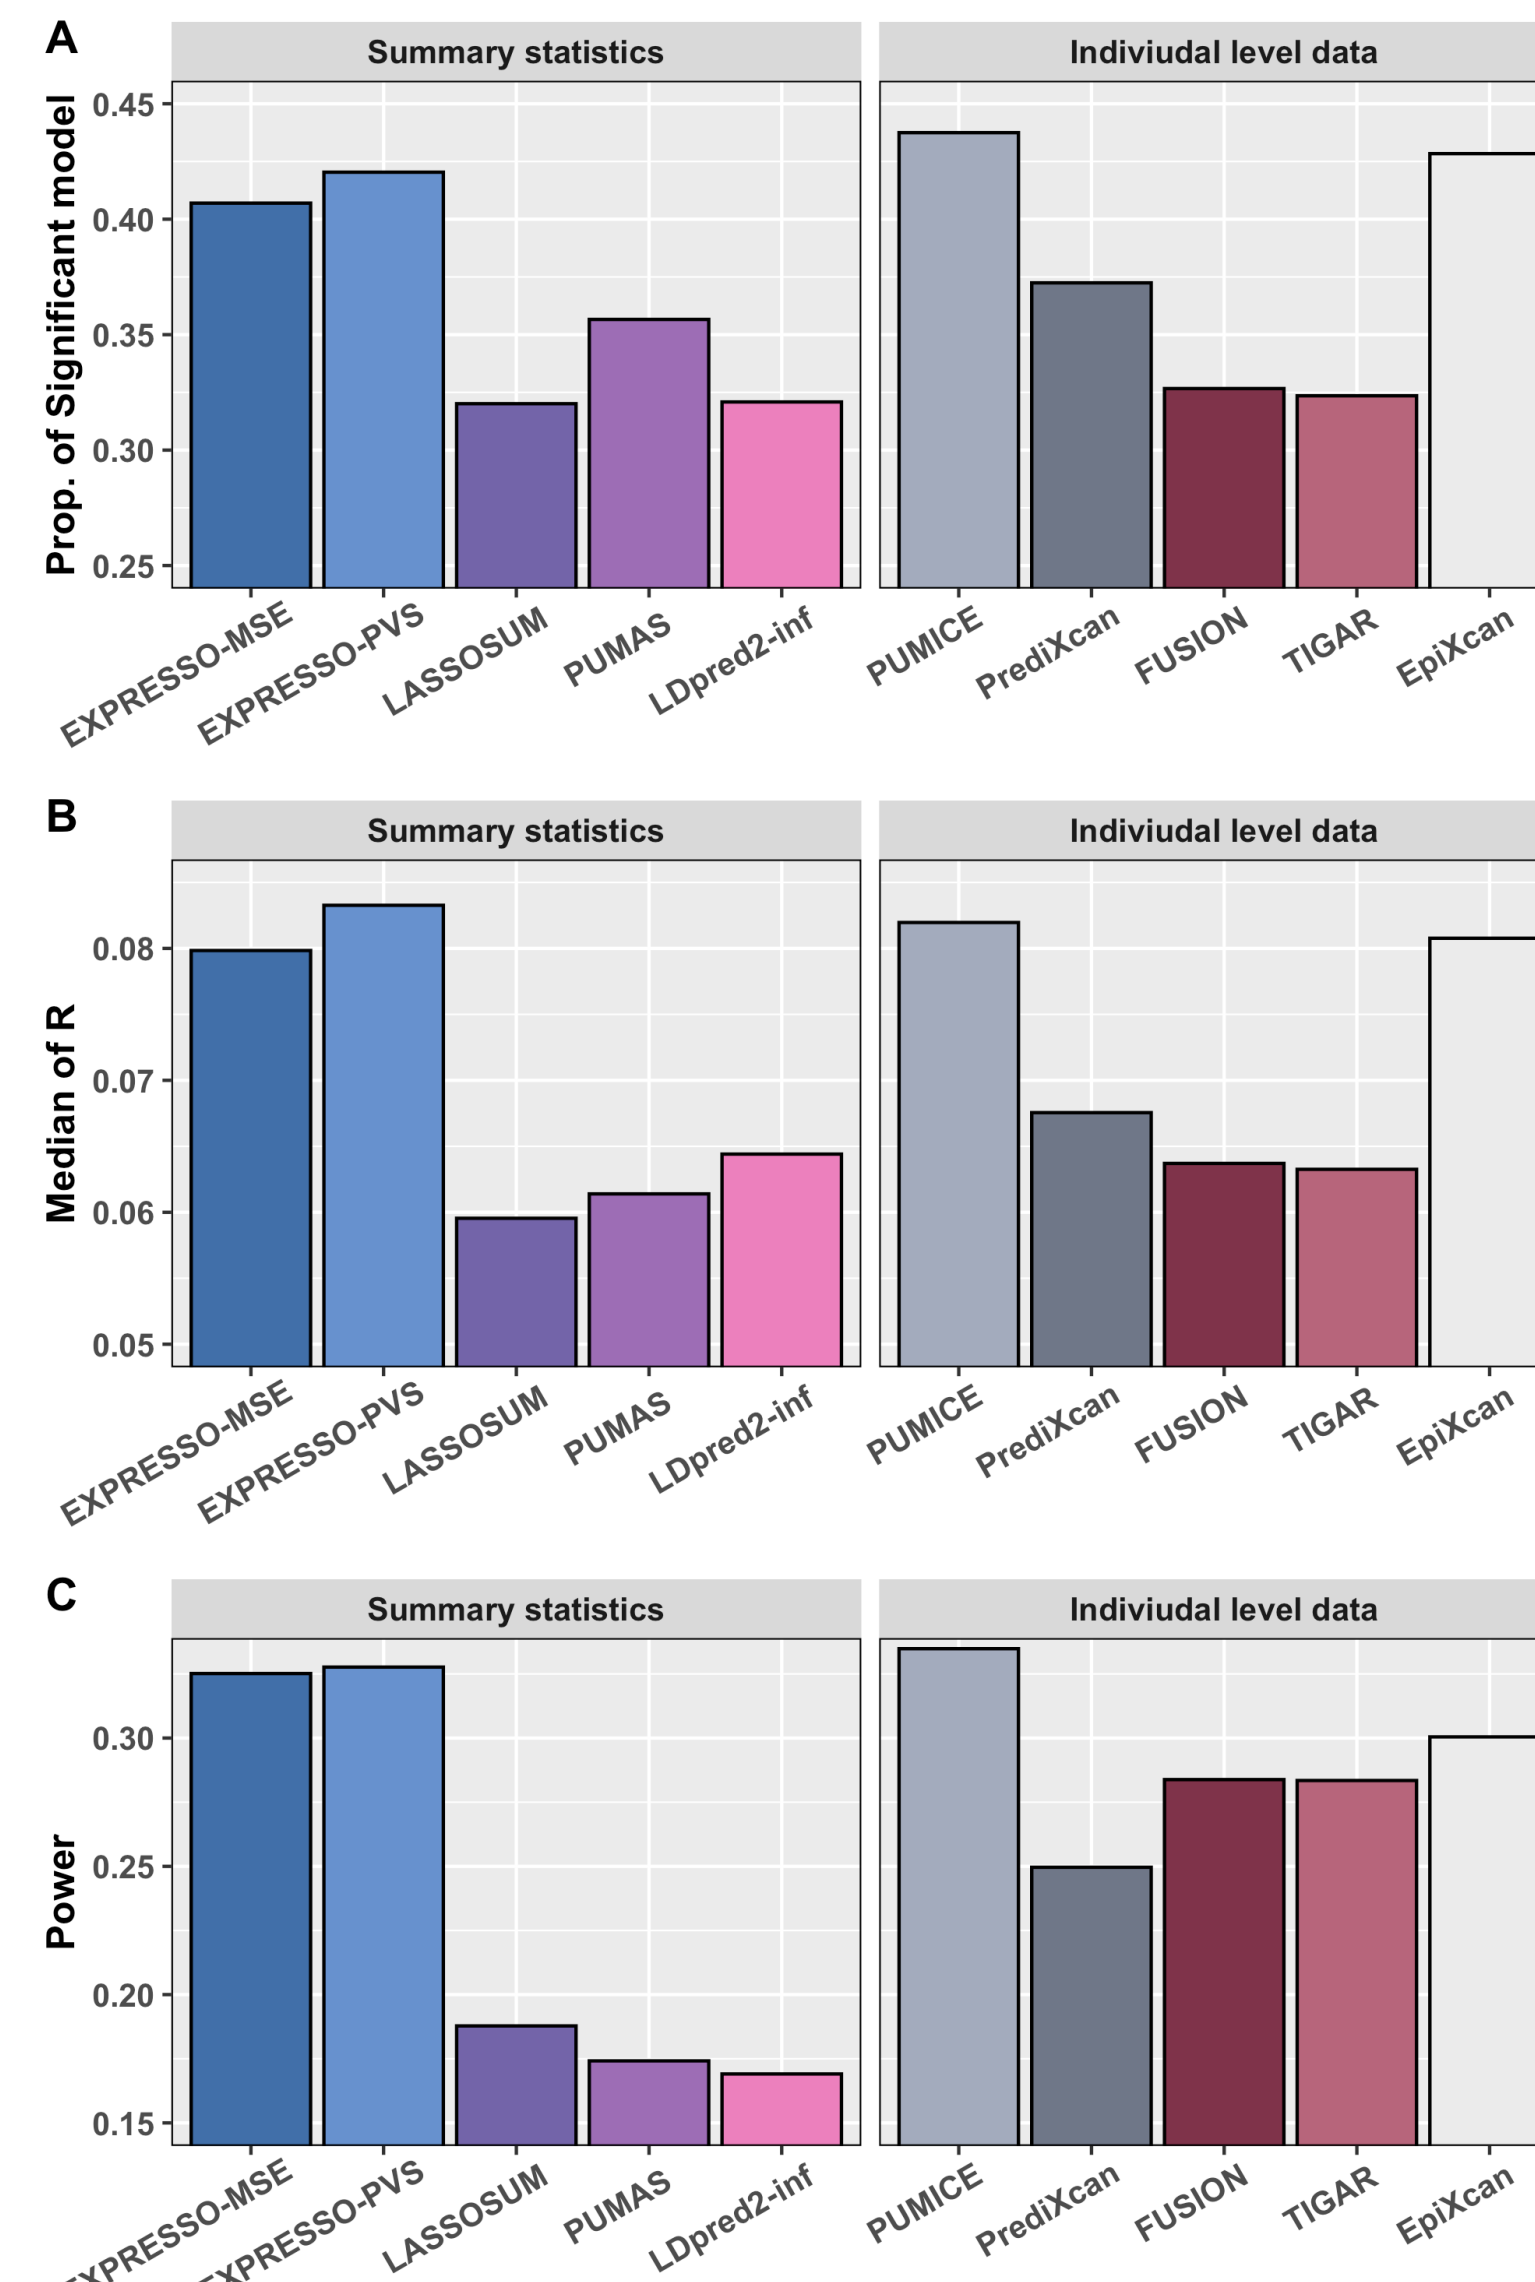 A
Summary statistics
Indiviudal level data
Prop. of Significant model
0.45
0.40
0.35
0.30
0.25
EXPRESSO-MSE
EXPRESSO-PVS
LASSOSUM
PUMAS
LDpred2-inf
PUMICE
PrediXcan
FUSION
TIGAR
EpiXcan
B
Summary statistics
Indiviudal level data
Median of R
0.08
0.07
0.06
0.05
EXPRESSO-MSE
EXPRESSO-PVS
LASSOSUM
PUMAS
LDpred2-inf
PUMICE
PrediXcan
FUSION
TIGAR
EpiXcan
C
Summary statistics
Indiviudal level data
Power
0.30
0.25
0.20
0.15
EXPRESSO-MSE
EXPRESSO-PVS
LASSOSUM
PUMAS
LDpred2-inf
PUMICE
PrediXcan
FUSION
TIGAR
EpiXcan